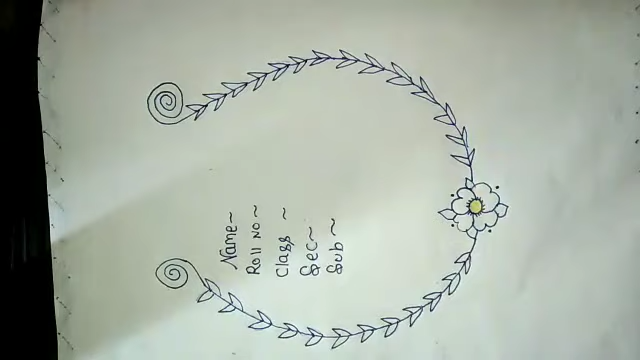 Name~
Roll No~
Class ~
Sec~
Sub ~